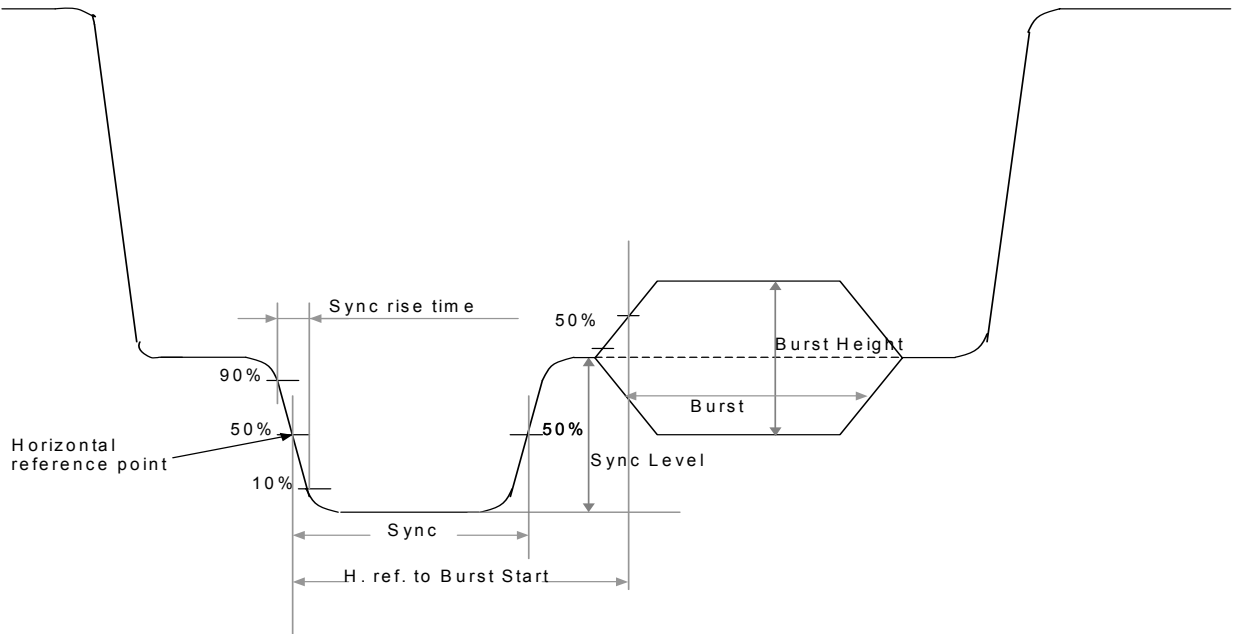 Sync rise time
50%
Burst Height
90%
Burst
50%
50%
Horizontal
reference point
Sync Level
10%
Sync
H. ref. to Burst Start